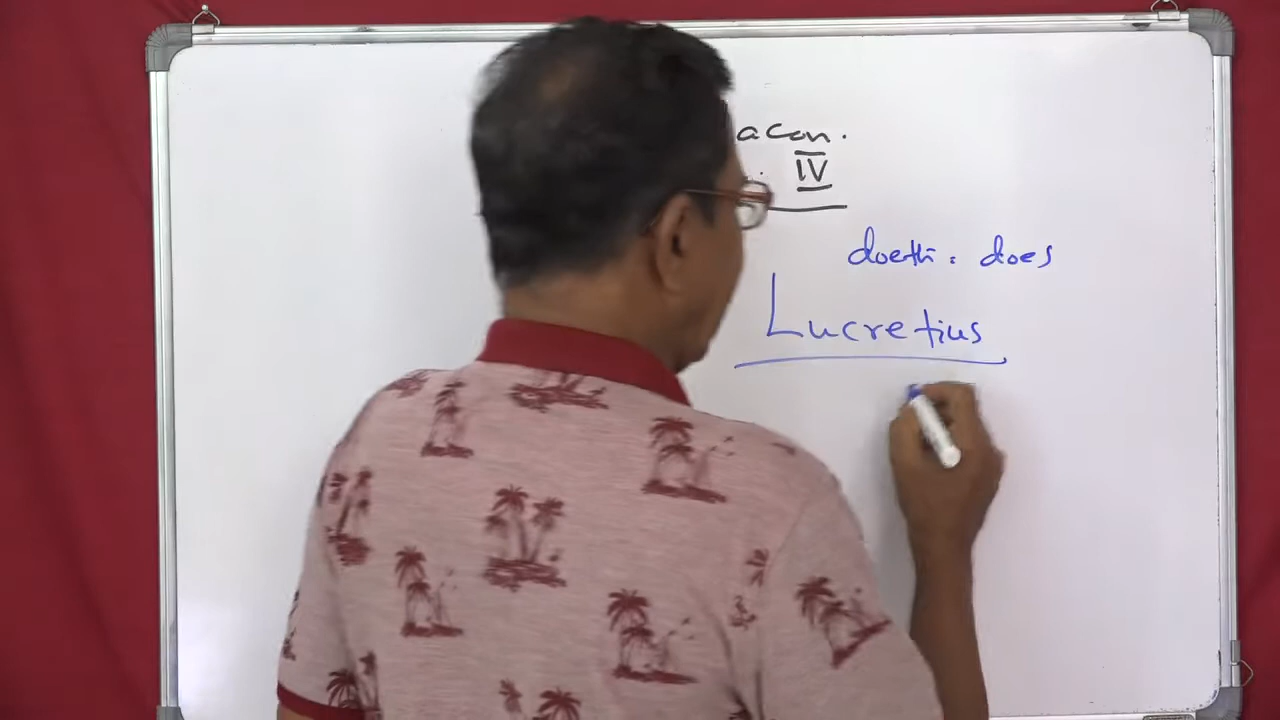 acon.
IV
doeth = does
Lucretius